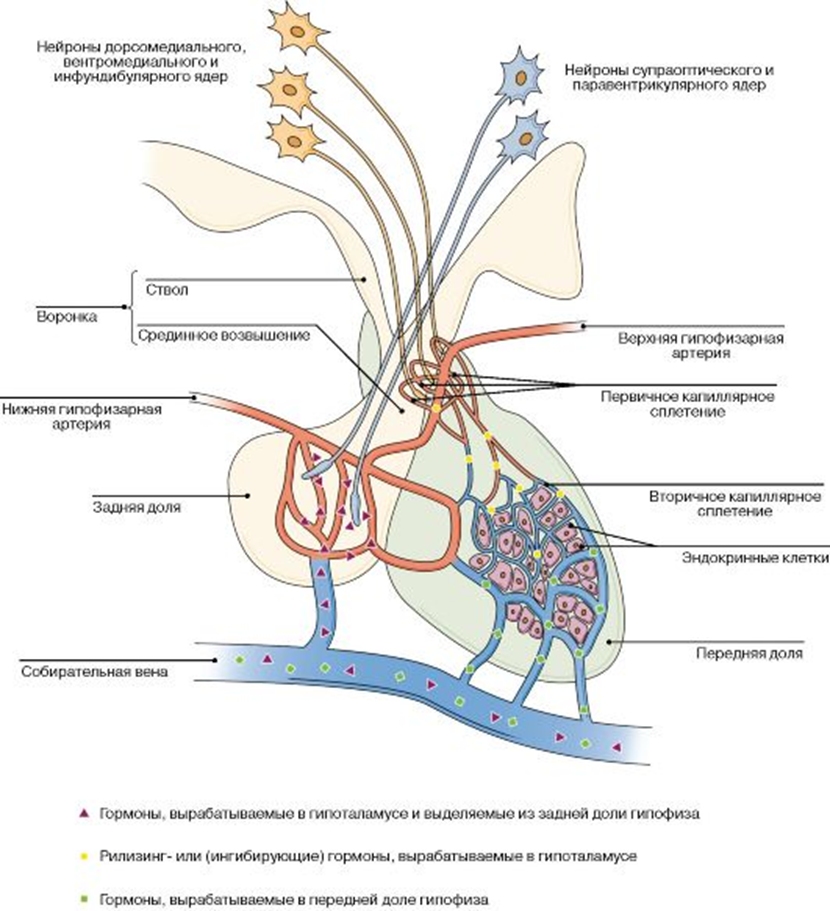 Нейроны дорсомедиального,
вентромедиального и
инфундибулярного ядер
Нейроны супраоптического и
паравентрикулярного ядер
Ствол
Воронка
Срединное возвышение
Верхняя гипофизарная
артерия
Первичное капиллярное
сплетение
Нижняя гипофизарная
артерия
Задняя доля
Вторичное капиллярное
сплетение
Эндокринные клетки
Передняя доля
Собирательная вена
Гормоны, вырабатываемые в гипоталамусе и выделяемые из задней доли гипофиза
Рилизинг- или (ингибирующие) гормоны, вырабатываемые в гипоталамусе
Гормоны, вырабатываемые в передней доле гипофиза